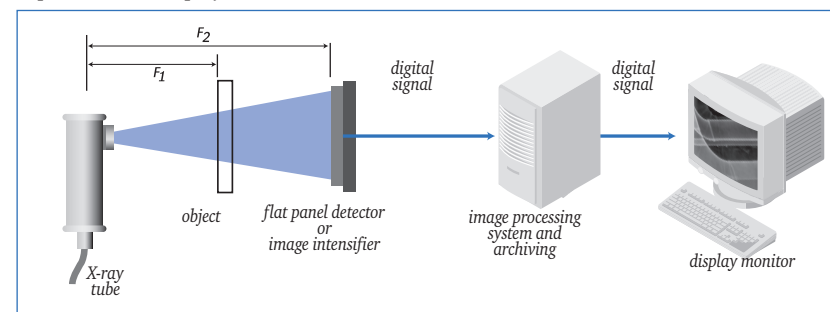 F2
F1
digital
signal
digital
signal
object
flat panel detector
or
image intensifier
image processing
system and
archiving
X-ray
tube
display monitor